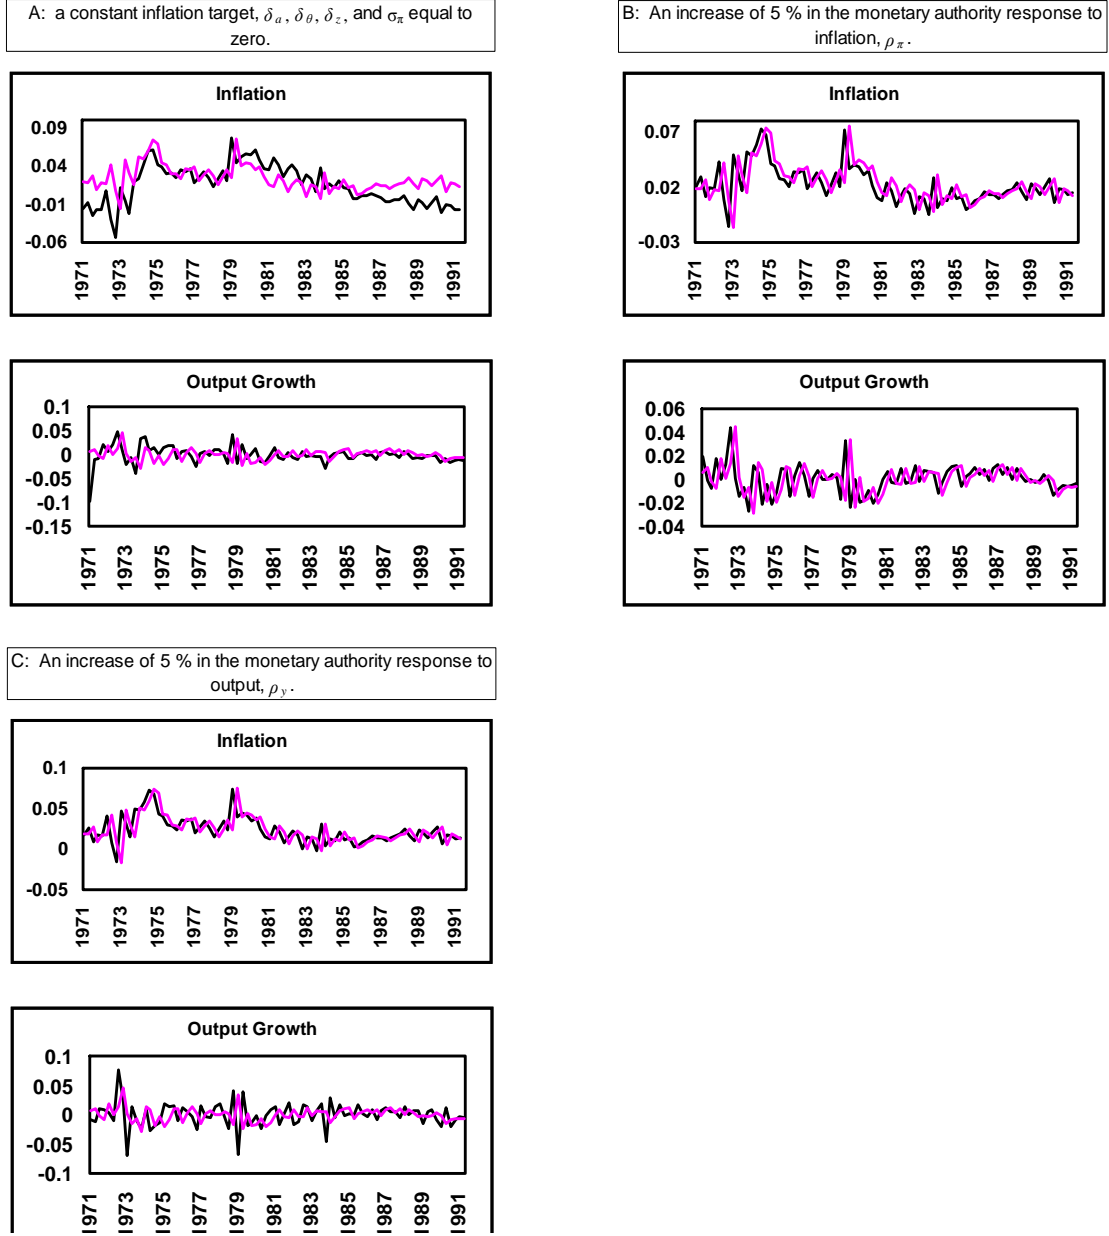 A: a constant inflation target, δa, δθ, δz, and σπ equal to
zero.
Inflation
0.09
0.04
-0.01
-0.06
1971 1973 1975 1977 1979 1981 1983 1985 1987 1989 1991
Output Growth
0.1
0.05
0
-0.05
-0.1
-0.15
1971 1973 1975 1977 1979 1981 1983 1985 1987 1989 1991
B: An increase of 5 % in the monetary authority response to
inflation, ρπ.
Inflation
0.07
0.02
-0.03
1971 1973 1975 1977 1979 1981 1983 1985 1987 1989 1991
Output Growth
0.06
0.04
0.02
0
-0.02
-0.04
1971 1973 1975 1977 1979 1981 1983 1985 1987 1989 1991
C: An increase of 5 % in the monetary authority response to
output, ρy.
Inflation
0.1
0.05
0
-0.05
1971 1973 1975 1977 1979 1981 1983 1985 1987 1989 1991
Output Growth
0.1
0.05
0
-0.05
-0.1
1971 1973 1975 1977 1979 1981 1983 1985 1987 1989 1991